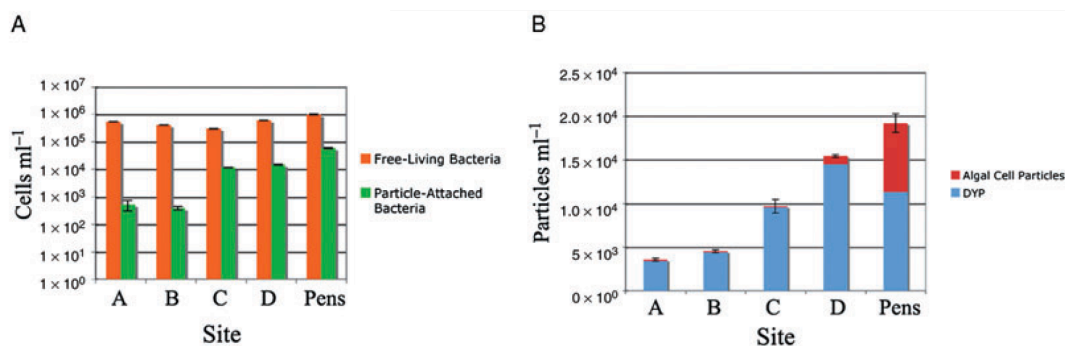 A
Cells ml⁻¹
1 × 10⁷
1 × 10⁶
1 × 10⁵
1 × 10⁴
1 × 10³
1 × 10²
1 × 10¹
1 × 10⁰
A B C D Pens
Site
Free-Living Bacteria
Particle-Attached
Bacteria
B
Particles ml⁻¹
2.5 × 10⁴
2.0 × 10⁴
1.5 × 10⁴
1.0 × 10⁴
5 × 10³
0 × 10⁰
A B C D Pens
Site
Algal Cell Particles
DYP